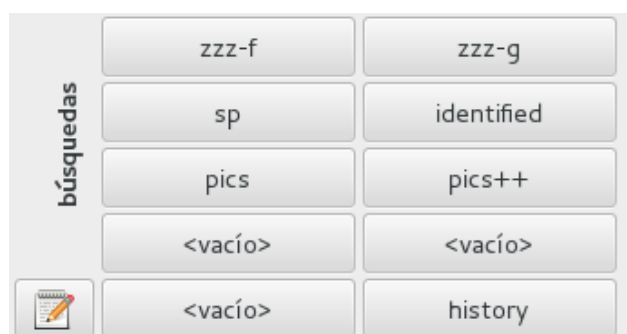 búsquedas
zzz-f zzz-g
sp identified
pics pics++
<vacío> <vacío>
<vacío> history